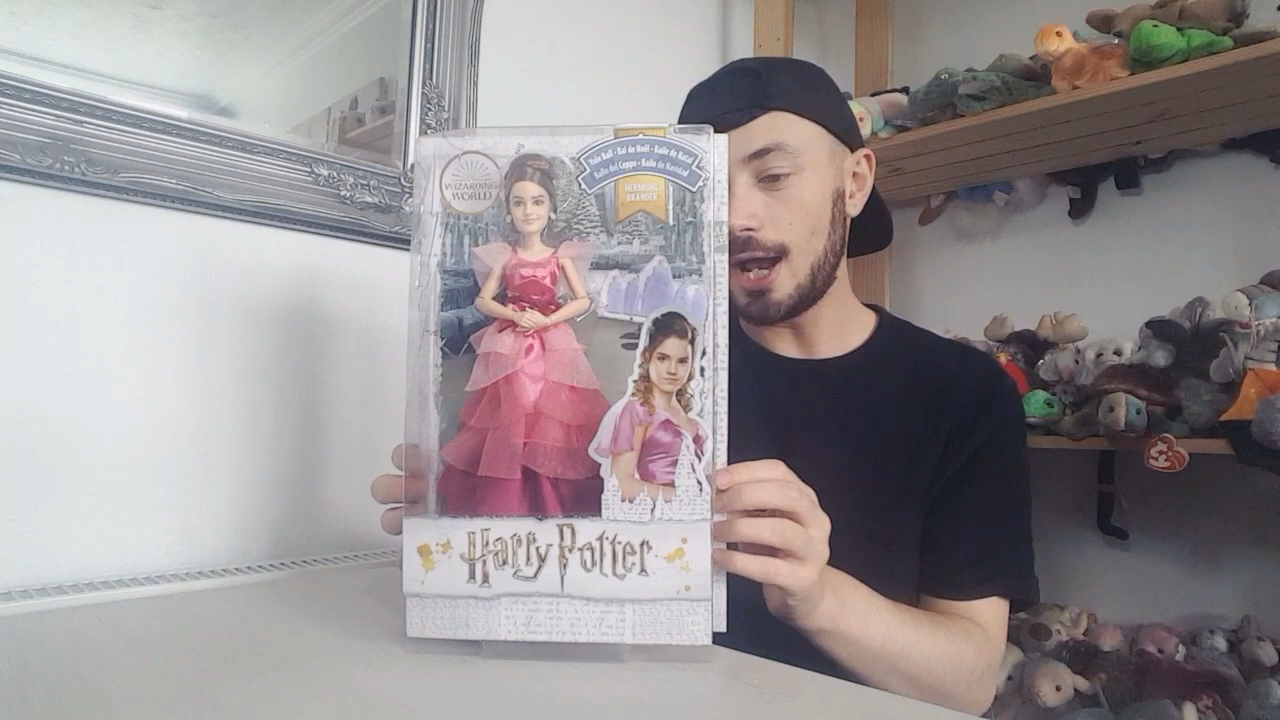 WIZARDING
WORLD
Yule Ball • Bal de Noël • Baile de Natal
Ballo del Ceppo • Baile de Navidad
HERMIONE
GRANGER
Harry Potter
ty